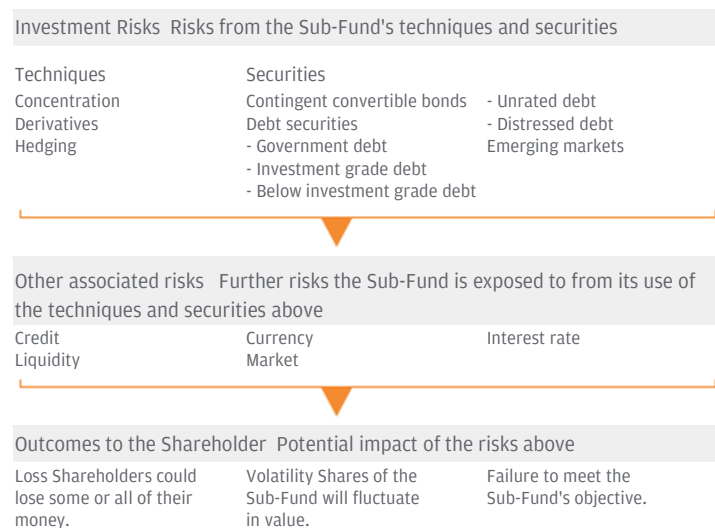 Investment Risks Risks from the Sub-Fund's techniques and securities
Techniques
Concentration
Derivatives
Hedging
Securities
Contingent convertible bonds
Debt securities
- Government debt
- Investment grade debt
- Below investment grade debt
- Unrated debt
- Distressed debt
Emerging markets
Other associated risks Further risks the Sub-Fund is exposed to from its use of
the techniques and securities above
Credit
Liquidity
Currency
Market
Interest rate
Outcomes to the Shareholder Potential impact of the risks above
Loss Shareholders could
lose some or all of their
money.
Volatility Shares of the
Sub-Fund will fluctuate
in value.
Failure to meet the
Sub-Fund's objective.